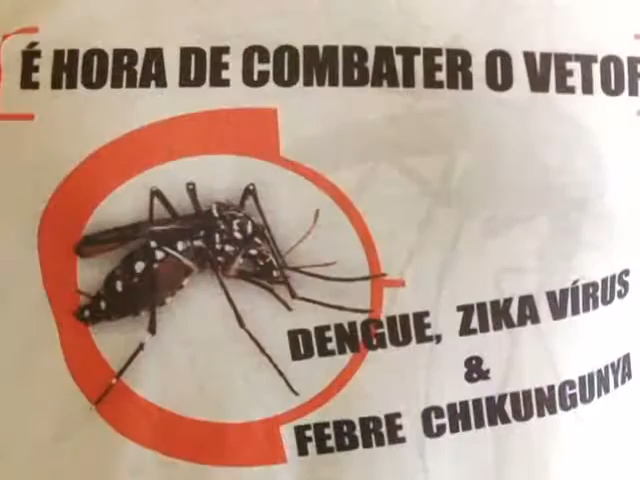 É HORA DE COMBATER O VETOR
DENGUE, ZIKA VÍRUS
&
FEBRE CHIKUNGUNYA